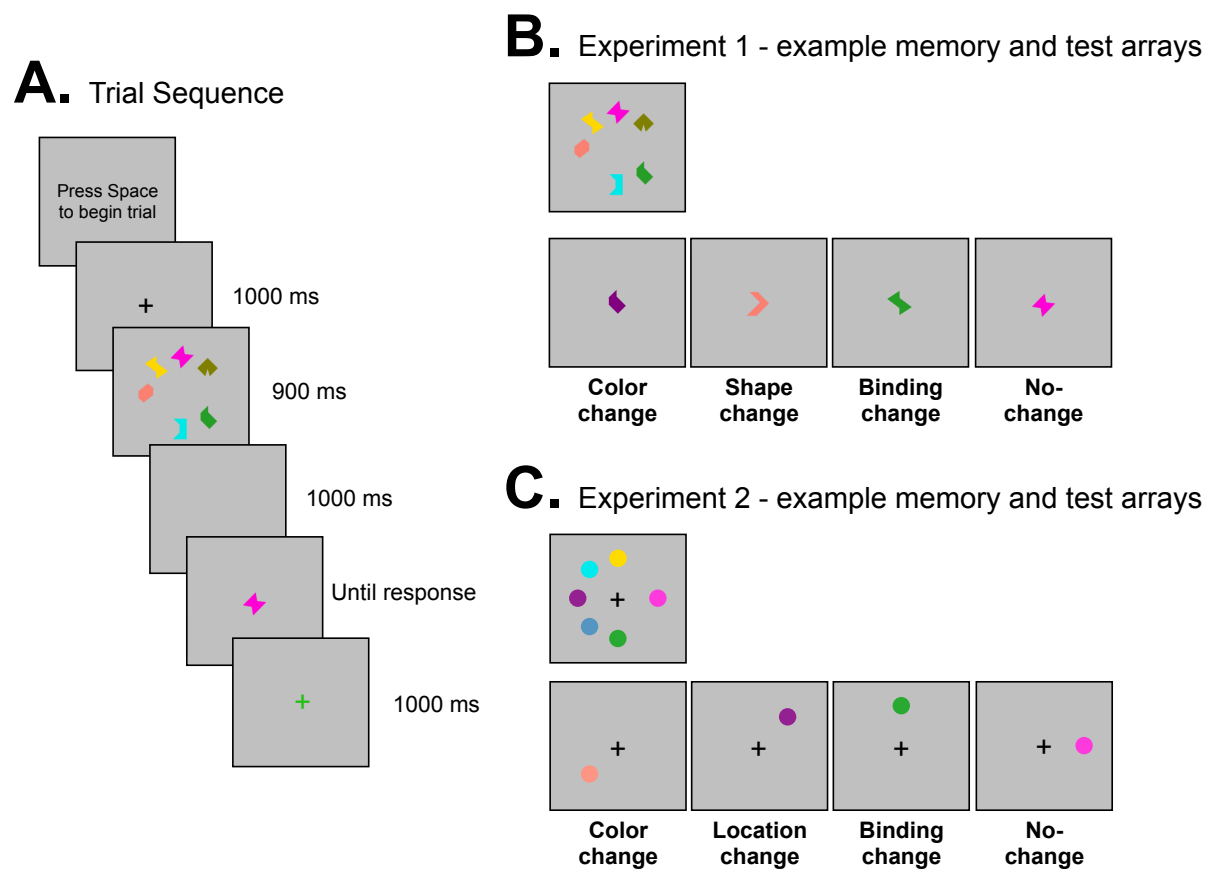 A. Trial Sequence
Press Space
to begin trial
1000 ms
900 ms
1000 ms
Until response
1000 ms
B. Experiment 1 - example memory and test arrays
Color
change
Shape
change
Binding
change
No-
change
C. Experiment 2 - example memory and test arrays
Color
change
Location
change
Binding
change
No-
change